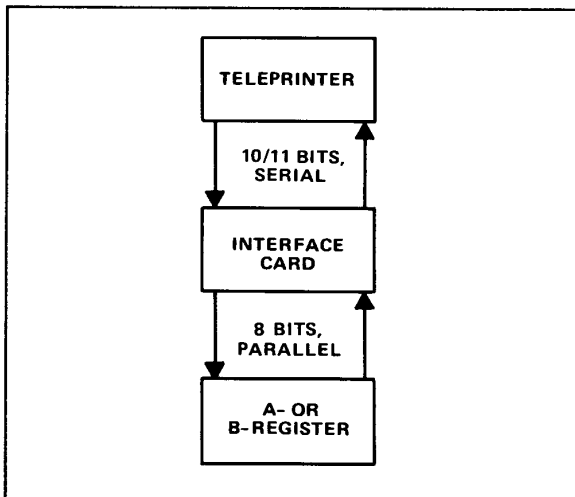 TELEPRINTER
10/11 BITS,
SERIAL
INTERFACE
CARD
8 BITS,
PARALLEL
A- OR
B-REGISTER